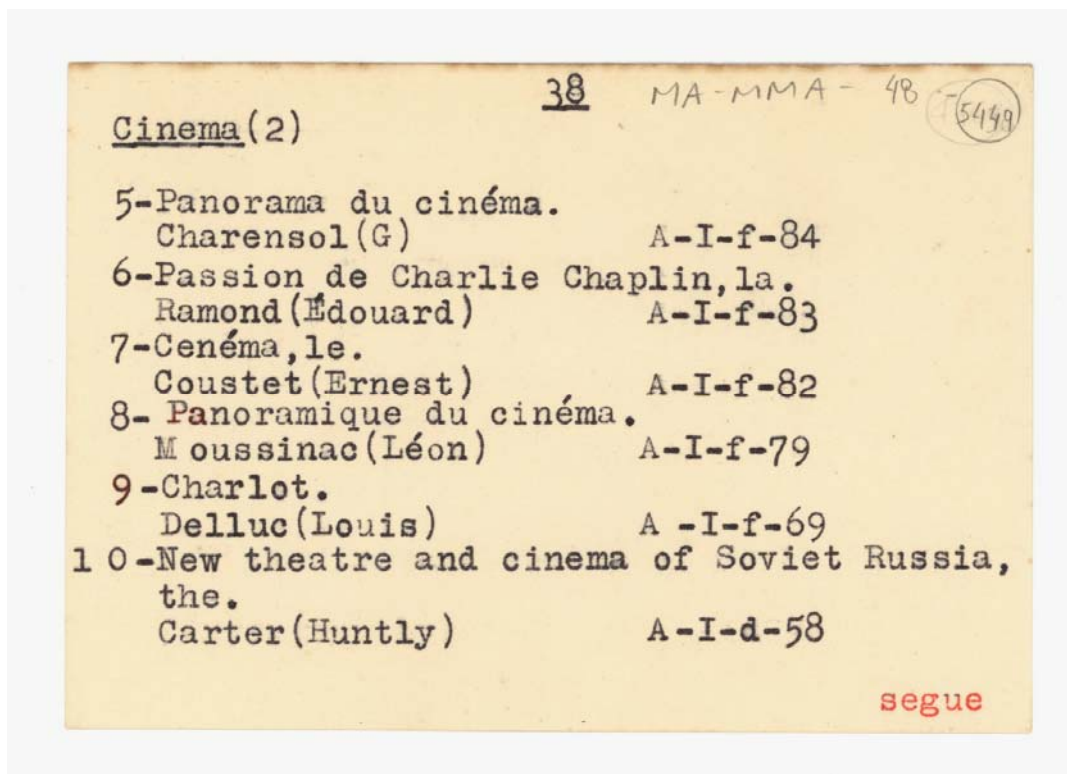 38 MA-MMA- 48 - 5449
Cinema(2)
5-Panorama du cinéma.
Charensol(G) A-I-f-84
6-Passion de Charlie Chaplin,la.
Ramond(Édouard) A-I-f-83
7-Cenéma,le.
Coustet(Ernest) A-I-f-82
8- Panoramique du cinéma.
M oussinac(Léon) A-I-f-79
9-Charlot.
Delluc(Louis) A -I-f-69
1 0-New theatre and cinema of Soviet Russia,
the.
Carter(Huntly) A-I-d-58
segue